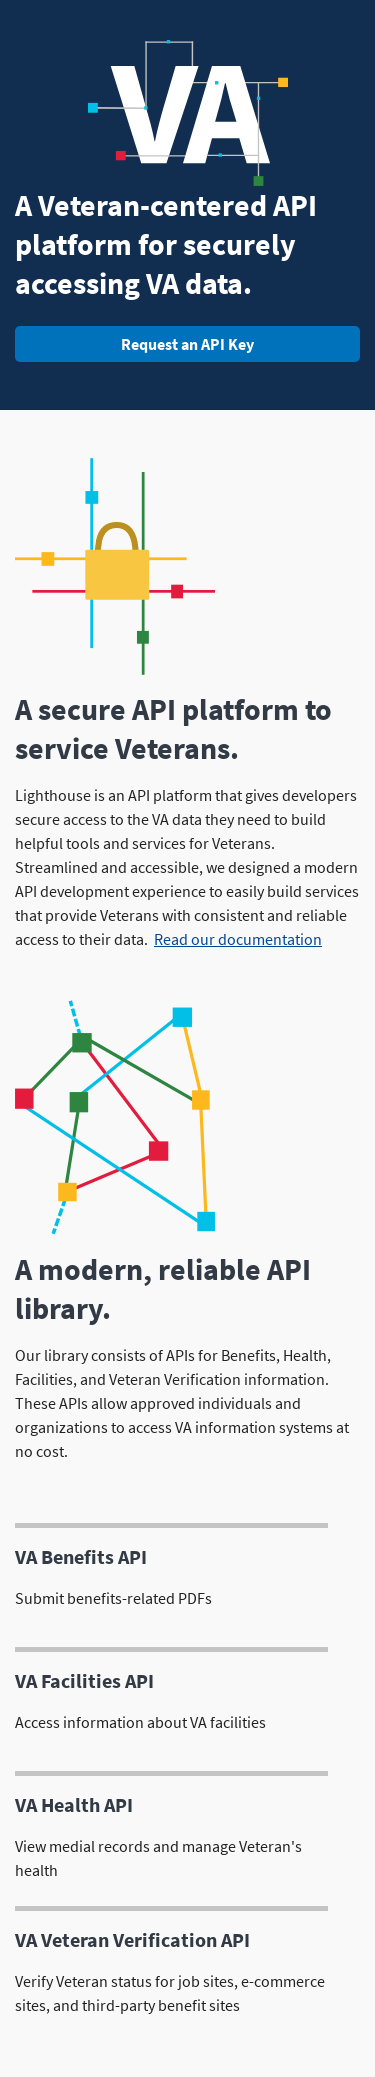 VA
A Veteran-centered API
platform for securely
accessing VA data.
Request an API Key
A secure API platform to
service Veterans.
Lighthouse is an API platform that gives developers
secure access to the VA data they need to build
helpful tools and services for Veterans.
Streamlined and accessible, we designed a modern
API development experience to easily build services
that provide Veterans with consistent and reliable
access to their data. Read our documentation
A modern, reliable API
library.
Our library consists of APIs for Benefits, Health,
Facilities, and Veteran Verification information.
These APIs allow approved individuals and
organizations to access VA information systems at
no cost.
VA Benefits API
Submit benefits-related PDFs
VA Facilities API
Access information about VA facilities
VA Health API
View medial records and manage Veteran's
health
VA Veteran Verification API
Verify Veteran status for job sites, e-commerce
sites, and third-party benefit sites